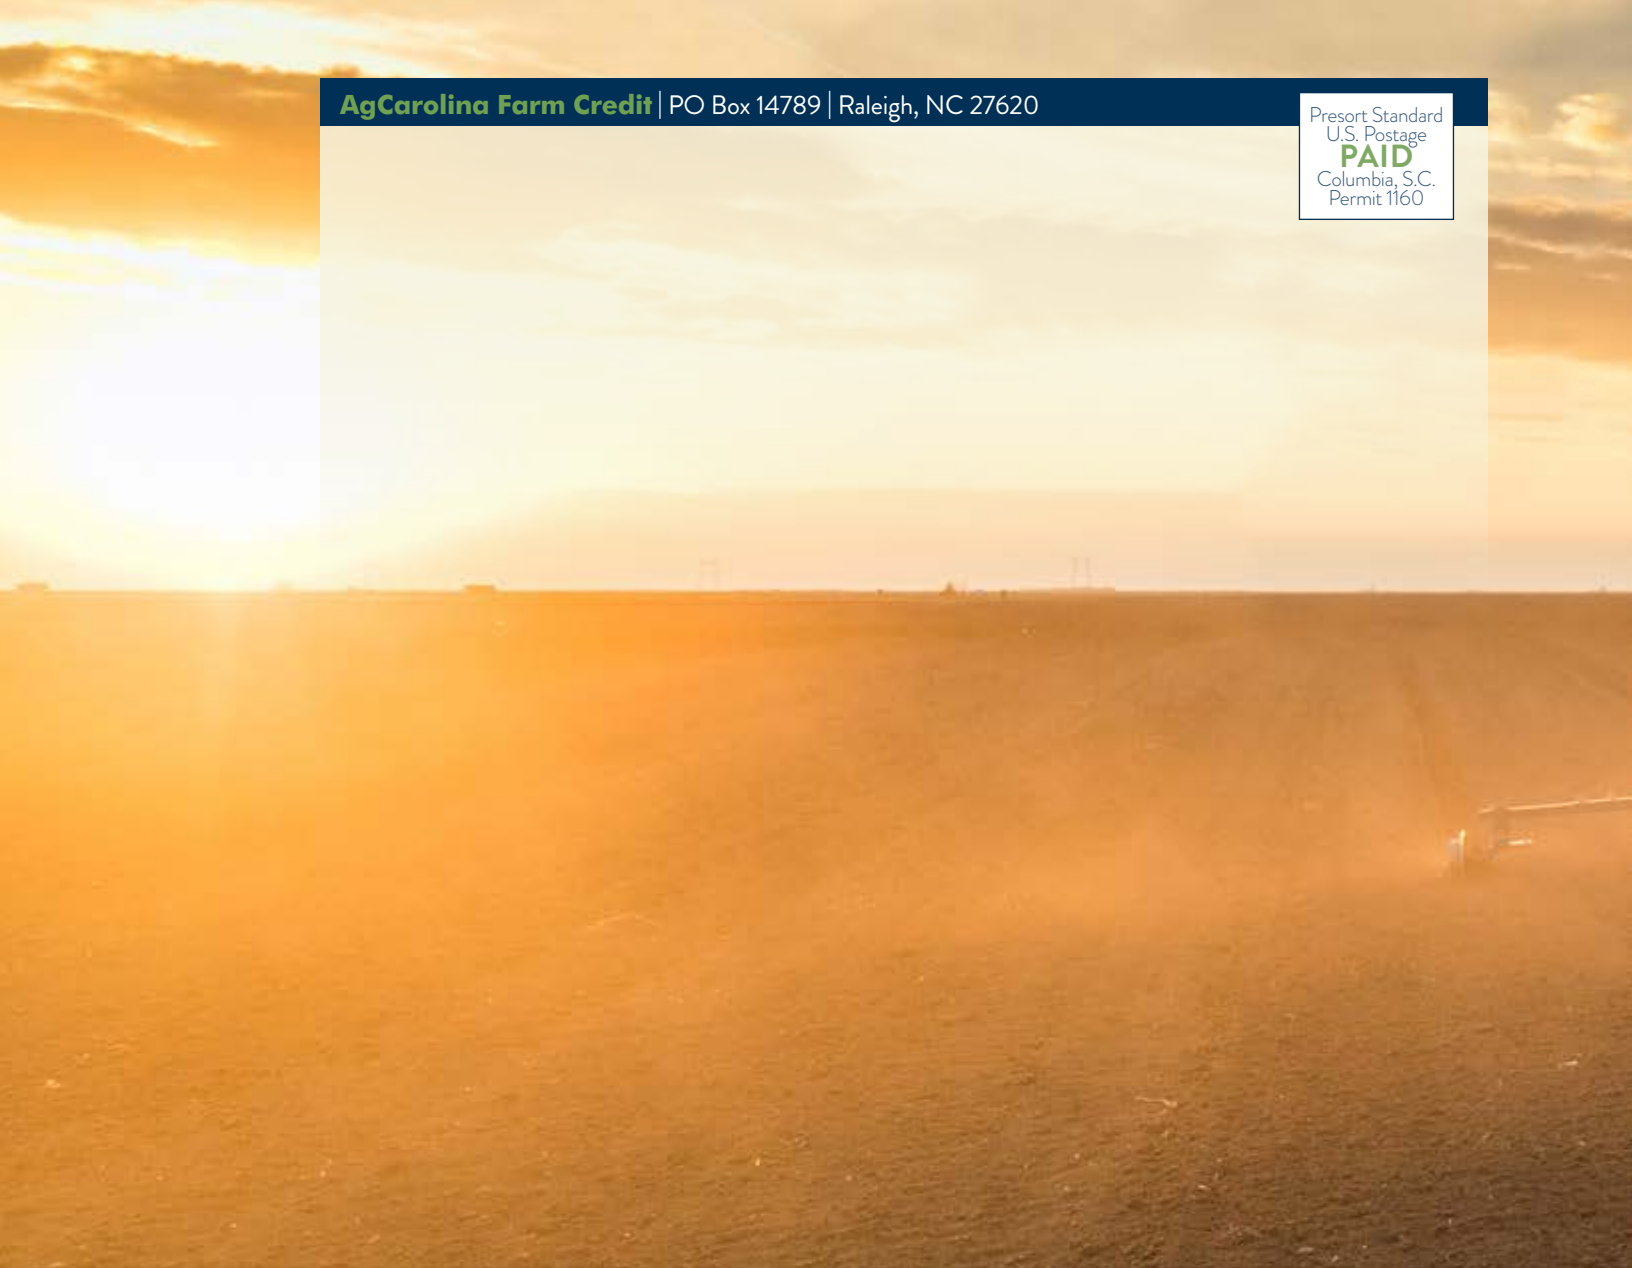 AgCarolina Farm Credit | PO Box 14789 | Raleigh, NC 27620
Presort Standard
U.S. Postage
PAID
Columbia, S.C.
Permit 1160